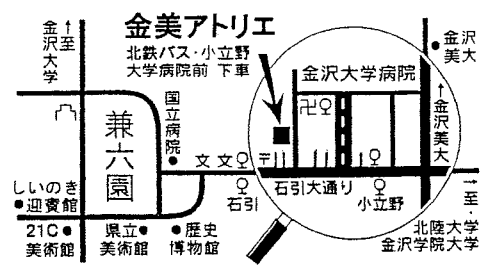 金美アトリエ
北鉄バス・小立野
大学病院前 下車
↑至
金沢大学
兼六園
国立病院
金沢大学病院
金沢美大
↑金沢美大
卍
文文
〒
石引
石引大通り
小立野
しいのき
迎賓館
21C
美術館
県立
美術館
歴史
博物館
至→
北陸大学
金沢学院大学